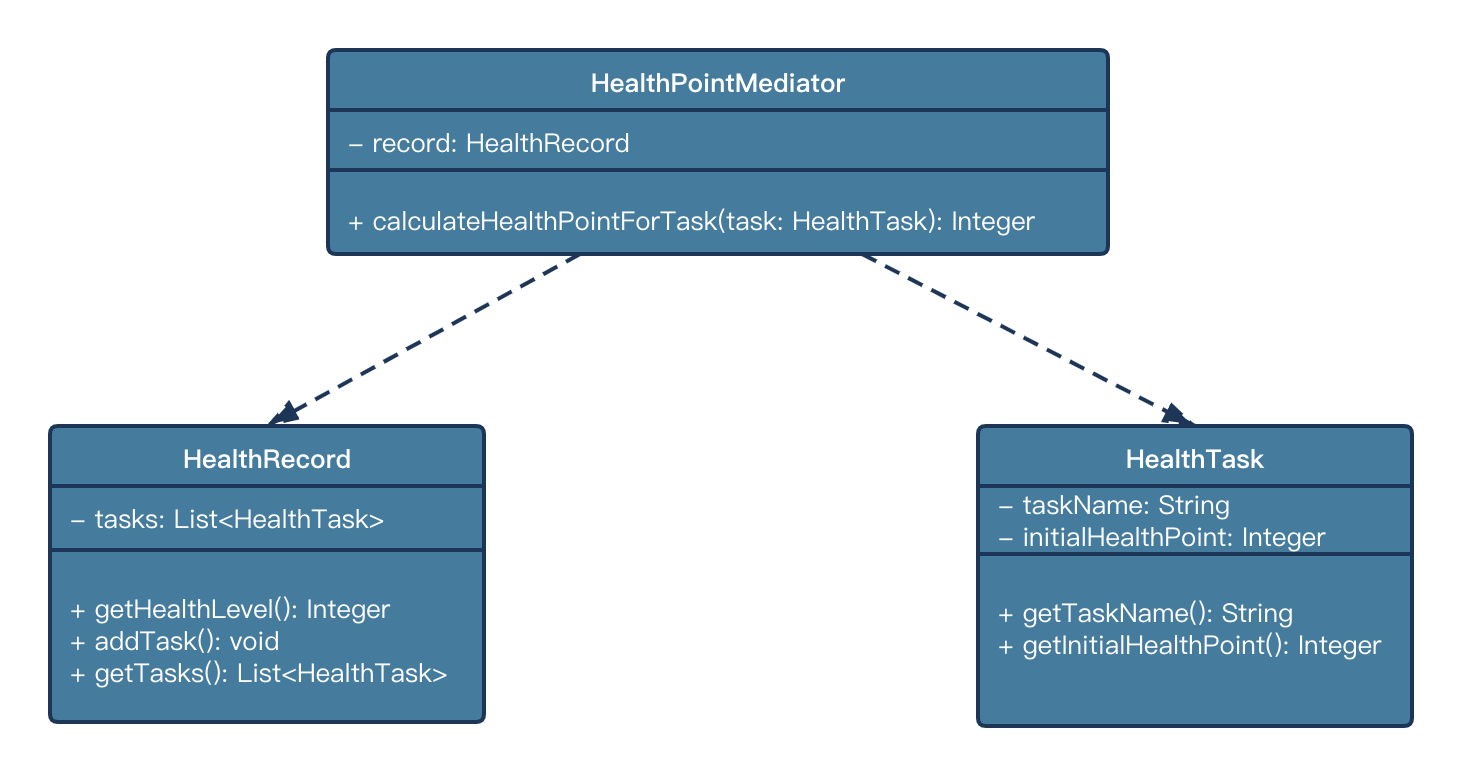 HealthPointMediator
– record: HealthRecord
+ calculateHealthPointForTask(task: HealthTask): Integer
HealthRecord
– tasks: List<HealthTask>
+ getHealthLevel(): Integer
+ addTask(): void
+ getTasks(): List<HealthTask>
HealthTask
– taskName: String
– initialHealthPoint: Integer
+ getTaskName(): String
+ getInitialHealthPoint(): Integer